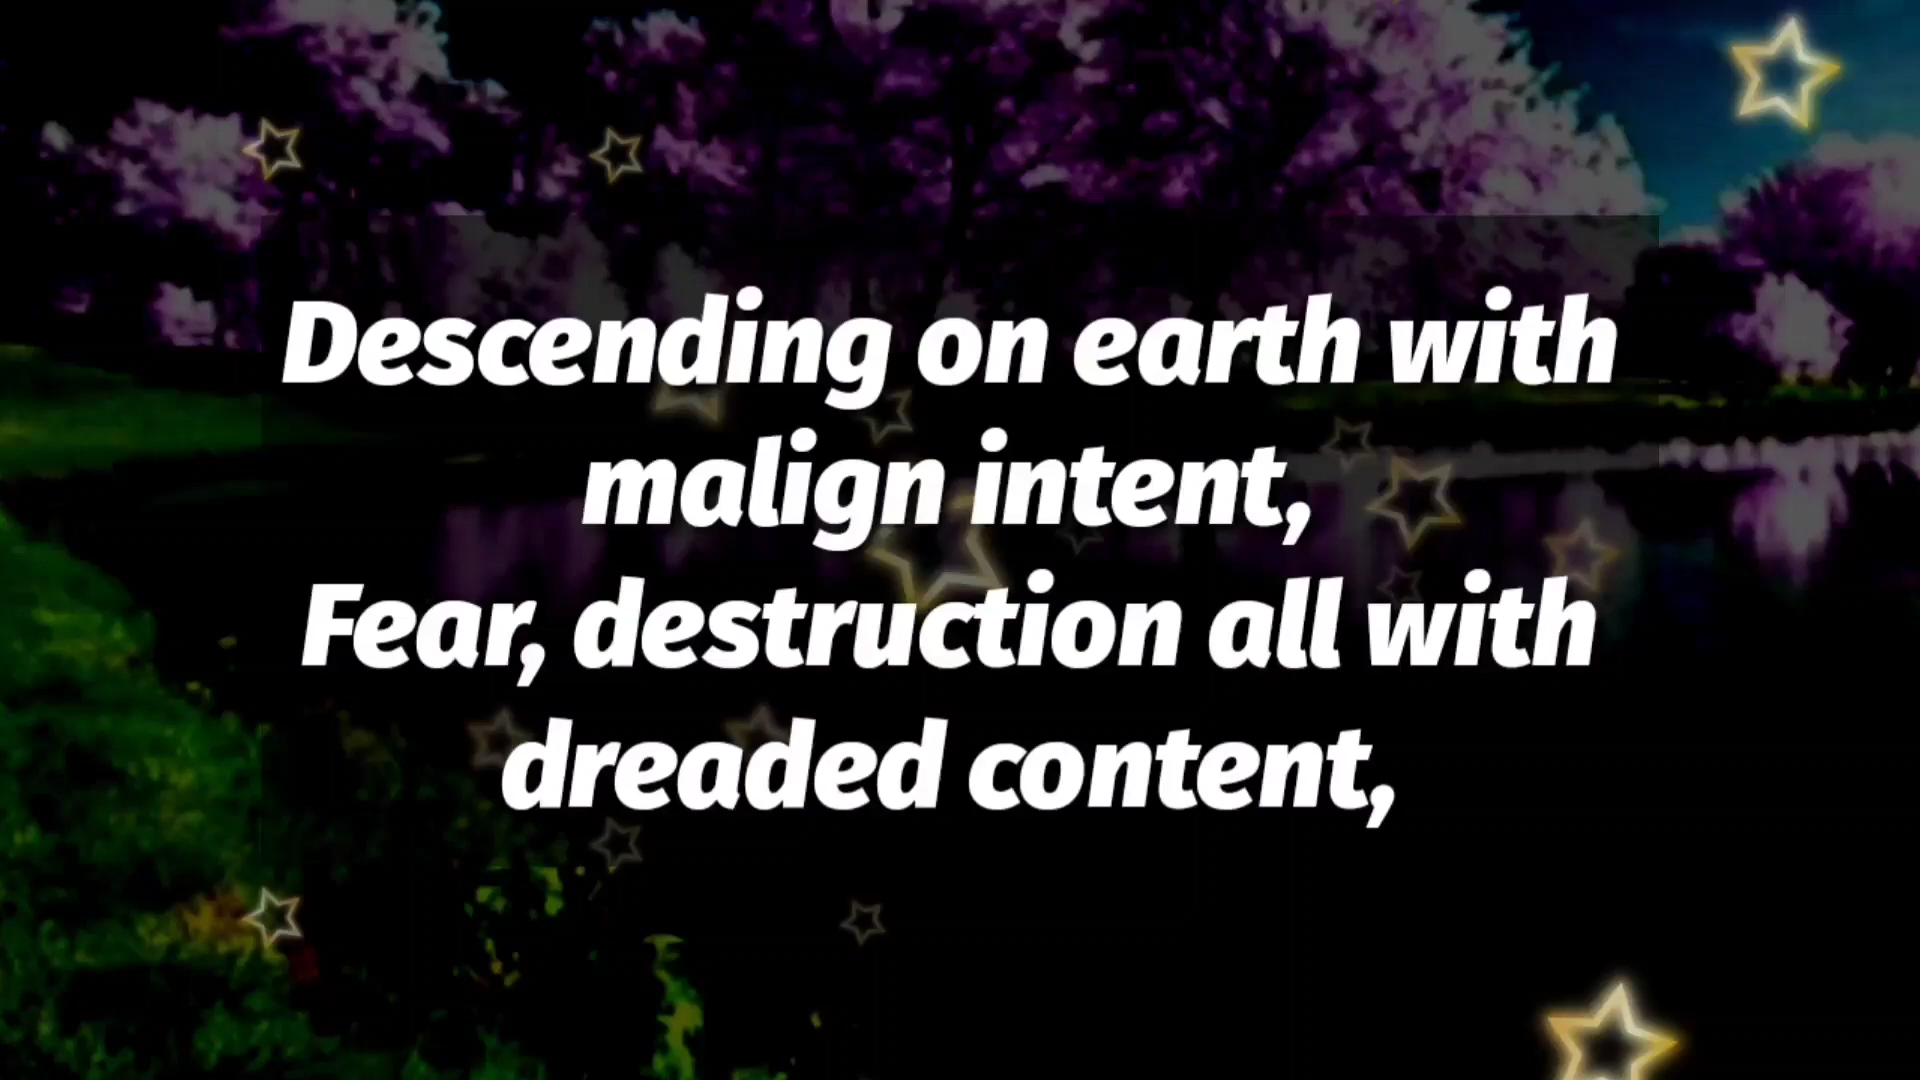 Descending on earth with
malign intent,
Fear, destruction all with
dreaded content,